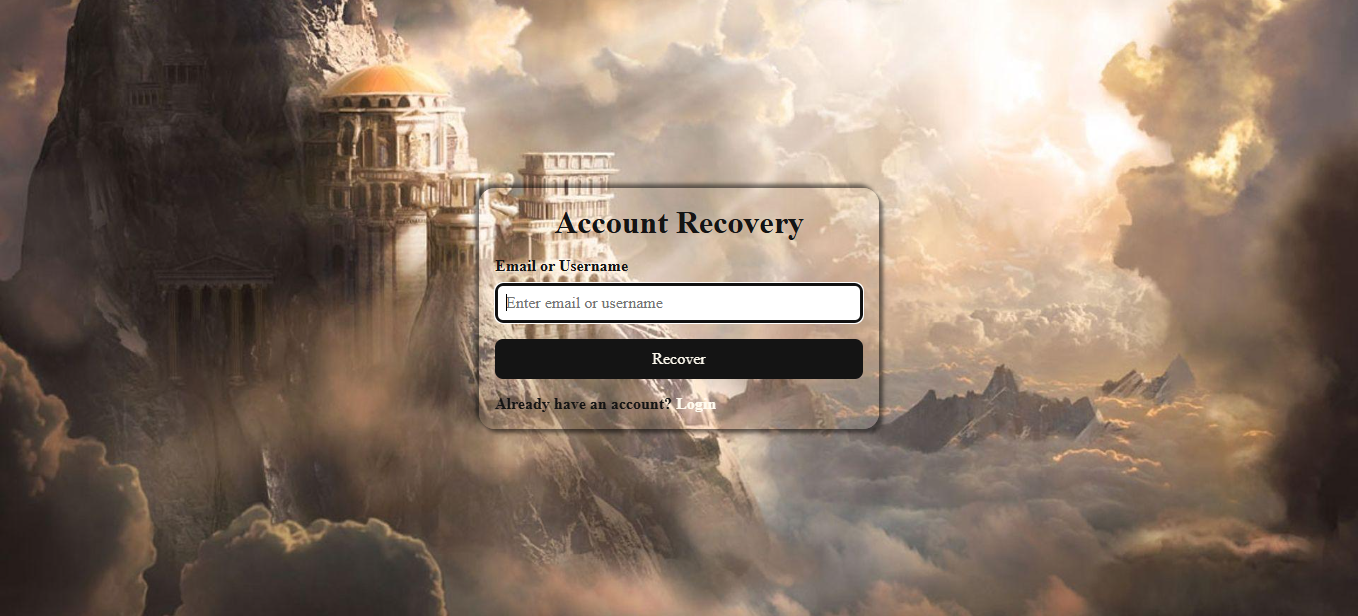 Account Recovery
Email or Username
Enter email or username
Recover
Already have an account? Login